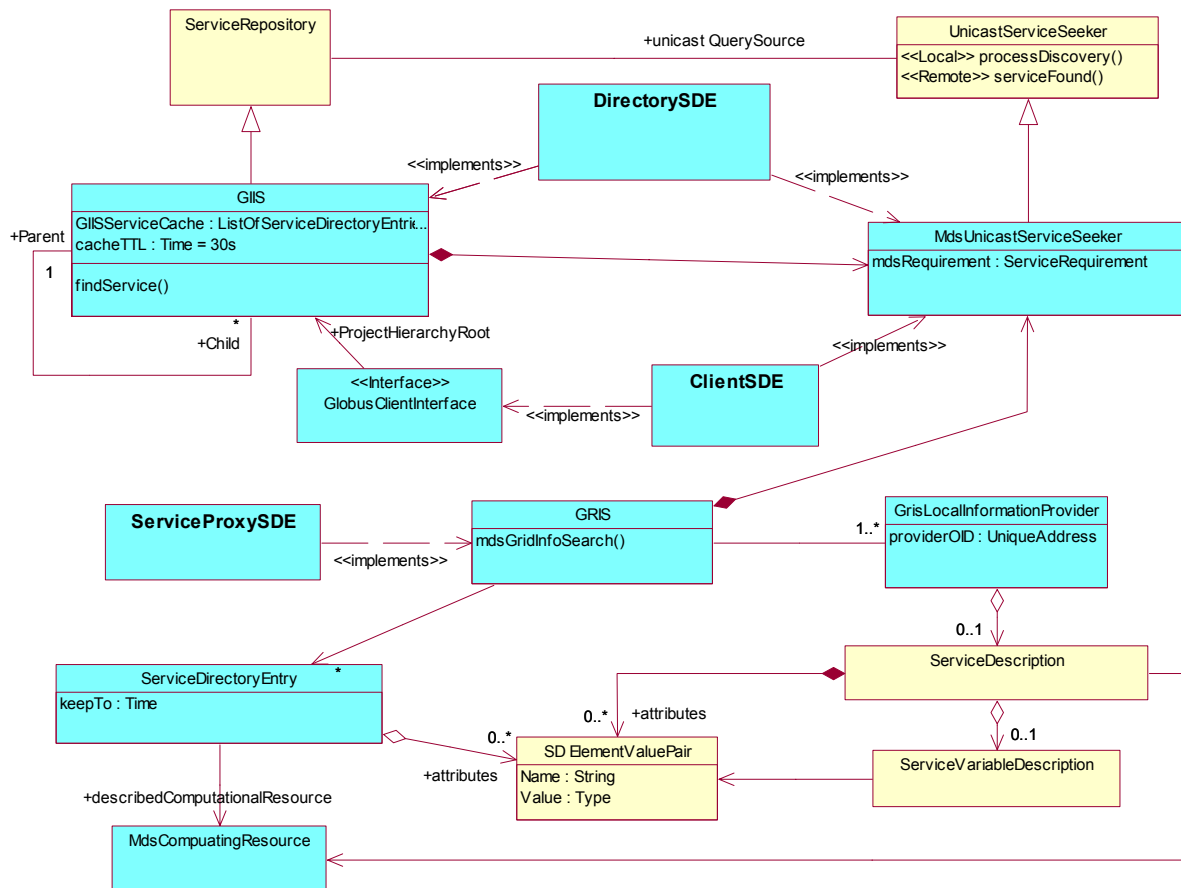 ServiceRepository
+unicast QuerySource
UnicastServiceSeeker
<<Local>> processDiscovery()
<<Remote>> serviceFound()
DirectorySDE
<<implements>>
<<implements>>
GIIS
GIISServiceCache : ListOfServiceDirectoryEntrie...
cacheTTL : Time = 30s
findService()
+Parent
1
*
+Child
MdsUnicastServiceSeeker
mdsRequirement : ServiceRequirement
+ProjectHierarchyRoot
<<implements>>
<<Interface>>
GlobusClientInterface
<<implements>>
ClientSDE
ServiceProxySDE
<<implements>>
GRIS
mdsGridInfoSearch()
1..*
GrisLocalInformationProvider
providerOID : UniqueAddress
0..1
ServiceDescription
*
ServiceDirectoryEntry
keepTo : Time
0..*
+attributes
0..*
+attributes
0..1
SD ElementValuePair
Name : String
Value : Type
ServiceVariableDescription
+describedComputationalResource
MdsCompuatingResource